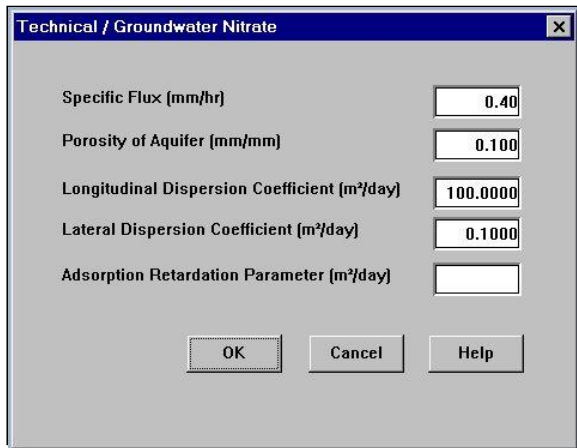 Technical / Groundwater Nitrate
Specific Flux (mm/hr) 0.40
Porosity of Aquifer (mm/mm) 0.100
Longitudinal Dispersion Coefficient (m²/day) 100.0000
Lateral Dispersion Coefficient (m²/day) 0.1000
Adsorption Retardation Parameter (m²/day)
OK Cancel Help